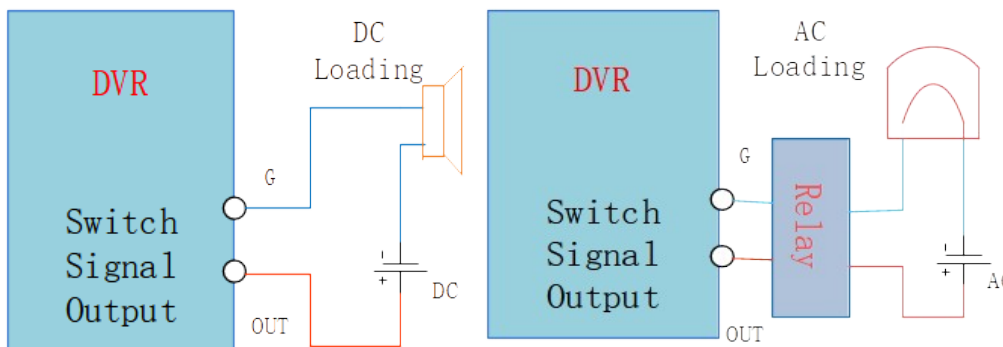 DC
Loading
DVR
G
Switch
Signal
Output
-
+
DC
OUT
AC
Loading
DVR
G
Relay
Switch
Signal
Output
-
+
AC
OUT